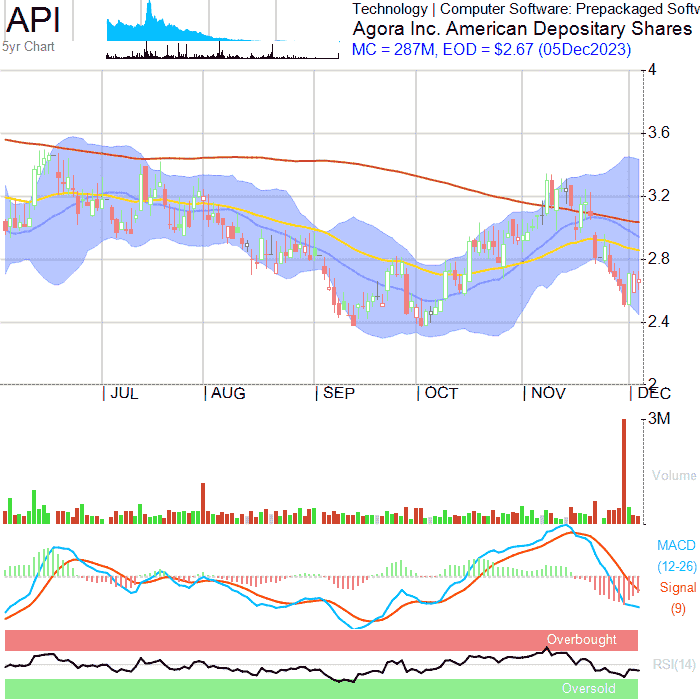 API
5yr Chart
Technology | Computer Software: Prepackaged Softw
Agora Inc. American Depositary Shares
MC = 287M, EOD = $2.67 (05Dec2023)
4
3.6
3.2
2.8
2.4
2
JUL AUG SEP OCT NOV DEC
3M
Volume
MACD
(12-26)
Signal
(9)
Overbought
RSI(14)
Oversold